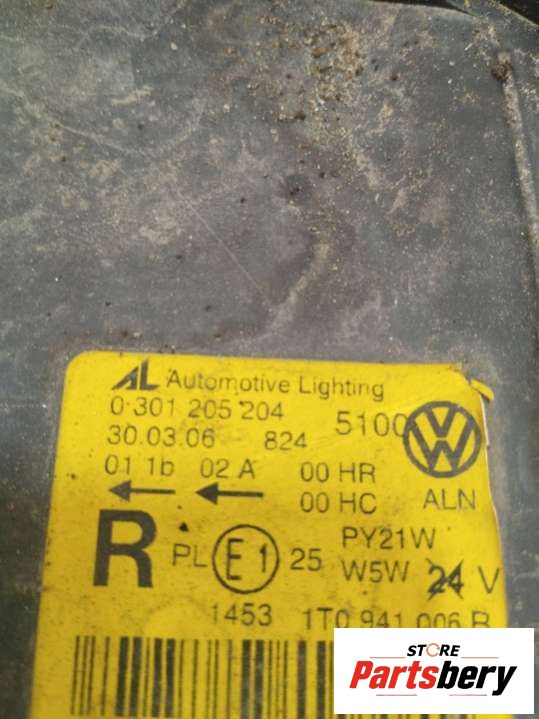 AL Automotive Lighting
0 301 205 204 5100
30.03.06 824
01 1b 02 A 00 HR
00 HC ALN
R PL E1 25 PY21W
W5W 24 V
1453 1T0 941 006
STORE
Partsbery